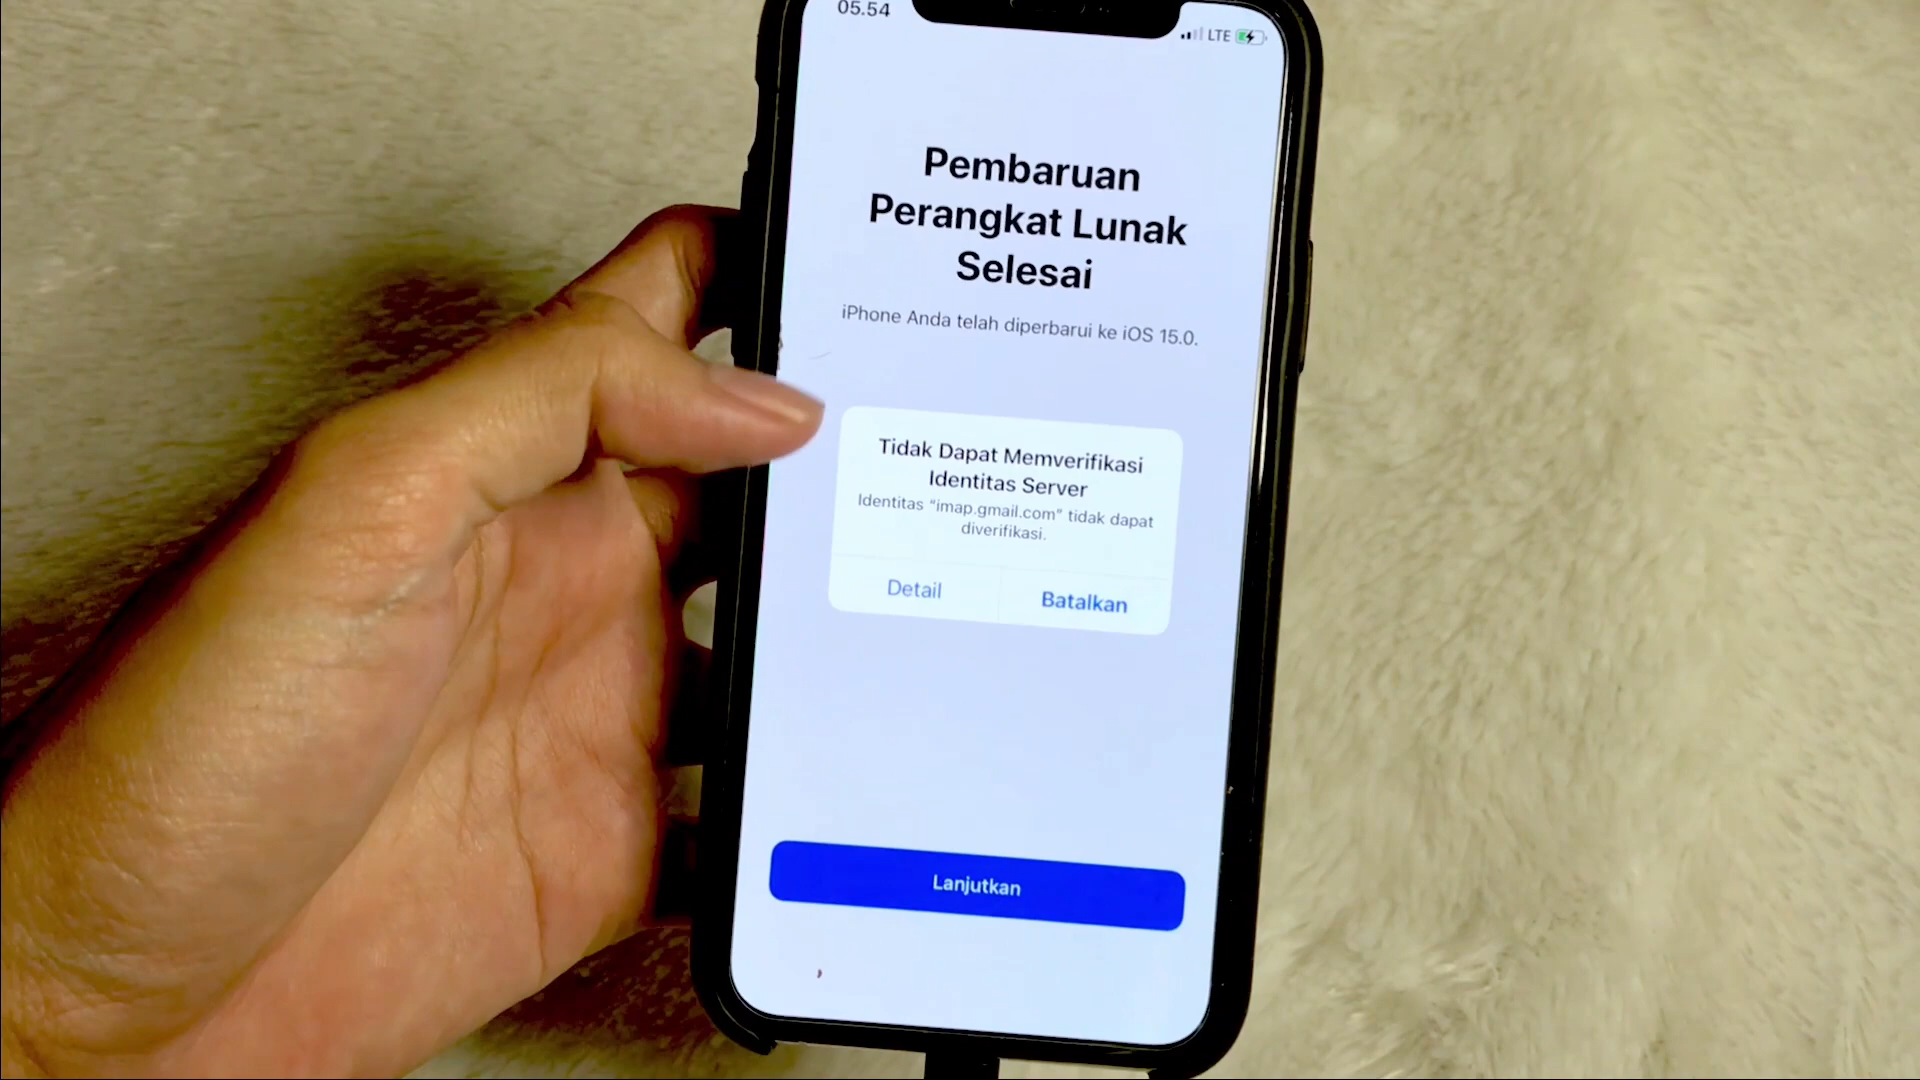 05.54
LTE
Pembaruan
Perangkat Lunak
Selesai
iPhone Anda telah diperbarui ke iOS 15.0.
Tidak Dapat Memverifikasi
Identitas Server
Identitas "imap.gmail.com" tidak dapat
diverifikasi.
Detail
Batalkan
Lanjutkan